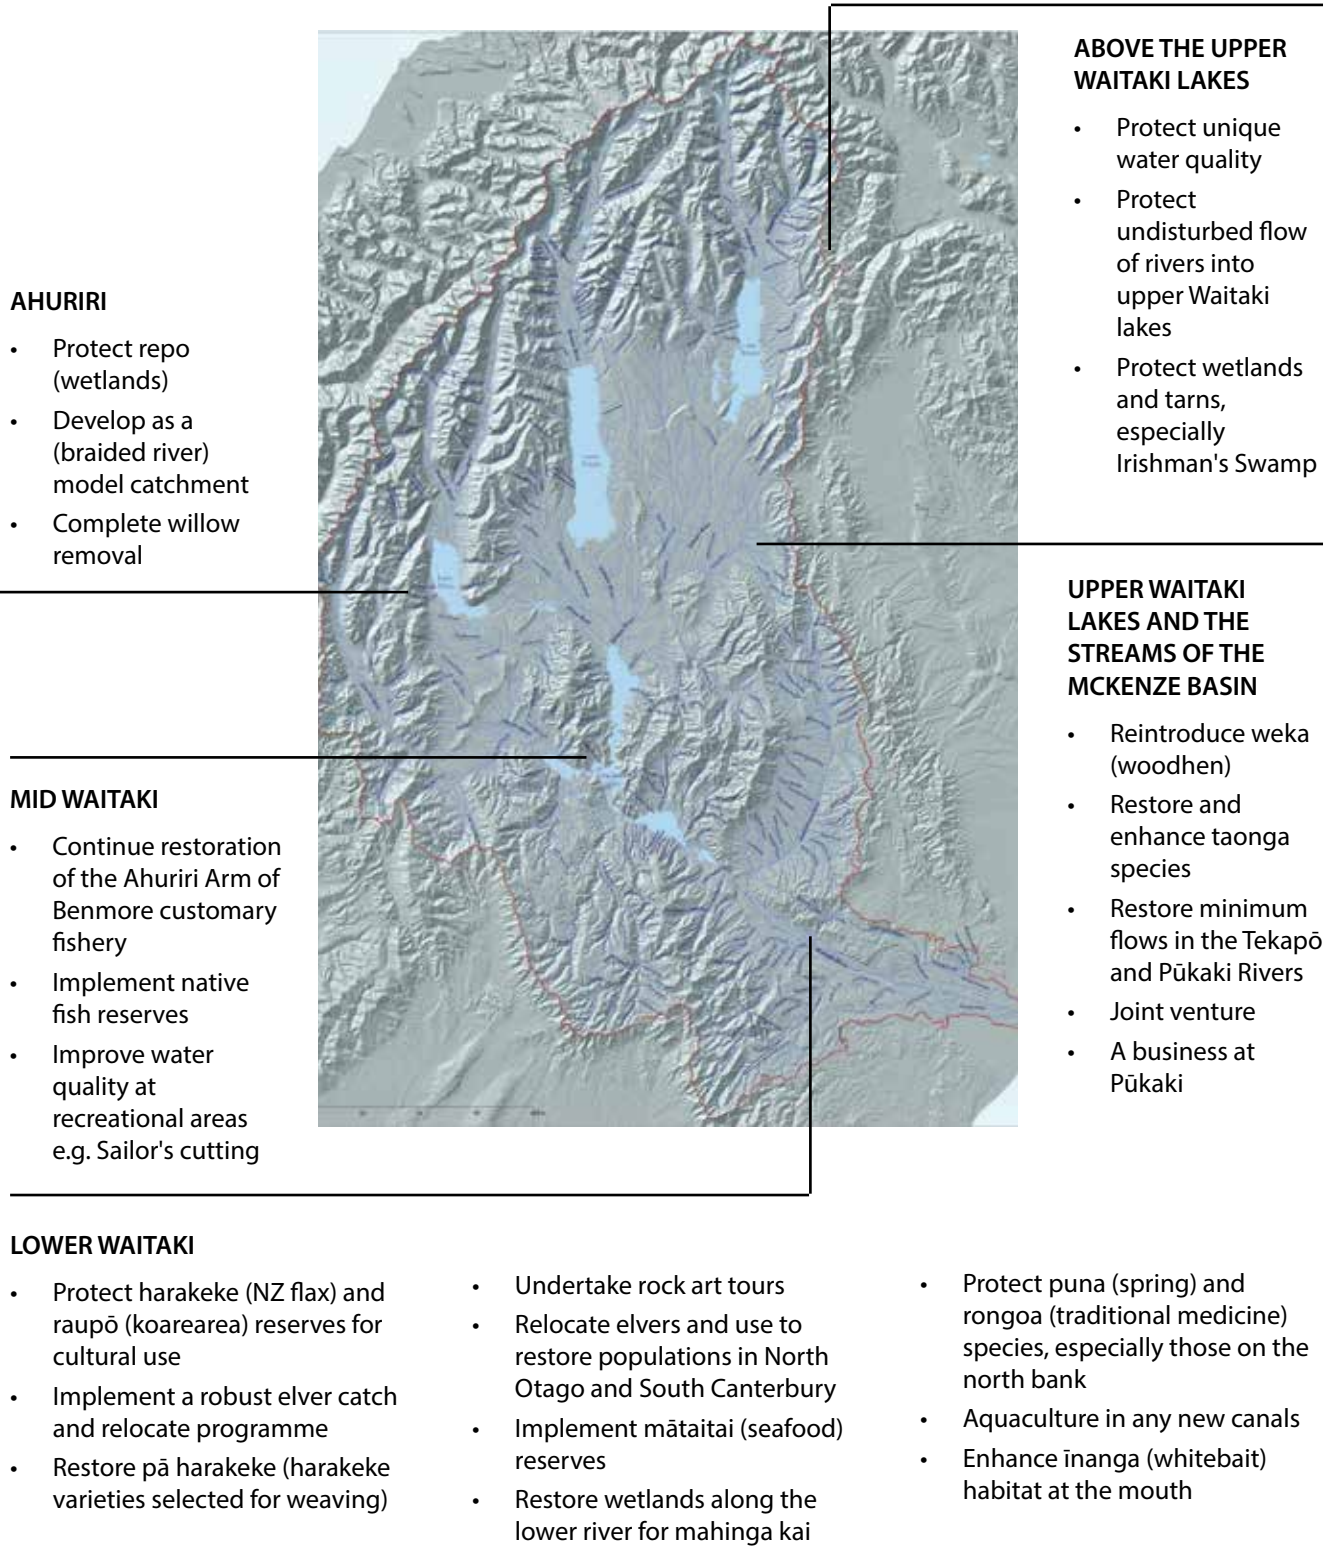 ABOVE THE UPPER
WAITAKI LAKES
• Protect unique
water quality
• Protect
undisturbed flow
of rivers into
upper Waitaki
lakes
• Protect wetlands
and tarns,
especially
Irishman's Swamp
AHURIRI
• Protect repo
(wetlands)
• Develop as a
(braided river)
model catchment
• Complete willow
removal
UPPER WAITAKI
LAKES AND THE
STREAMS OF THE
MCKENZE BASIN
• Reintroduce weka
(woodhen)
• Restore and
enhance taonga
species
• Restore minimum
flows in the Tekapō
and Pūkaki Rivers
• Joint venture
• A business at
Pūkaki
MID WAITAKI
• Continue restoration
of the Ahuriri Arm of
Benmore customary
fishery
• Implement native
fish reserves
• Improve water
quality at
recreational areas
e.g. Sailor's cutting
LOWER WAITAKI
• Protect harakeke (NZ flax) and
raupō (koarearea) reserves for
cultural use
• Implement a robust elver catch
and relocate programme
• Restore pā harakeke (harakeke
varieties selected for weaving)
• Undertake rock art tours
• Relocate elvers and use to
restore populations in North
Otago and South Canterbury
• Implement mātaitai (seafood)
reserves
• Restore wetlands along the
lower river for mahinga kai
• Protect puna (spring) and
rongoa (traditional medicine)
species, especially those on the
north bank
• Aquaculture in any new canals
• Enhance īnanga (whitebait)
habitat at the mouth